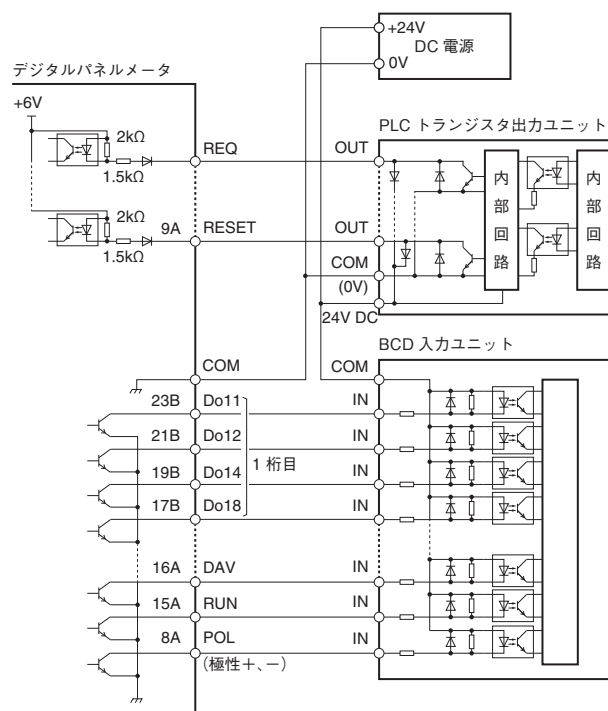 +24V
DC 電源
0V
デジタルパネルメータ
+6V
2kΩ
1.5kΩ
REQ
2kΩ
1.5kΩ
9A
RESET
PLC トランジスタ出力ユニット
OUT
OUT
COM
(0V)
24V DC
内部回路
内部回路
BCD 入力ユニット
COM
COM
23B
Do11
IN
21B
Do12
IN
1 桁目
19B
Do14
IN
17B
Do18
IN
16A
DAV
IN
15A
RUN
IN
8A
POL
IN
(極性＋、－)